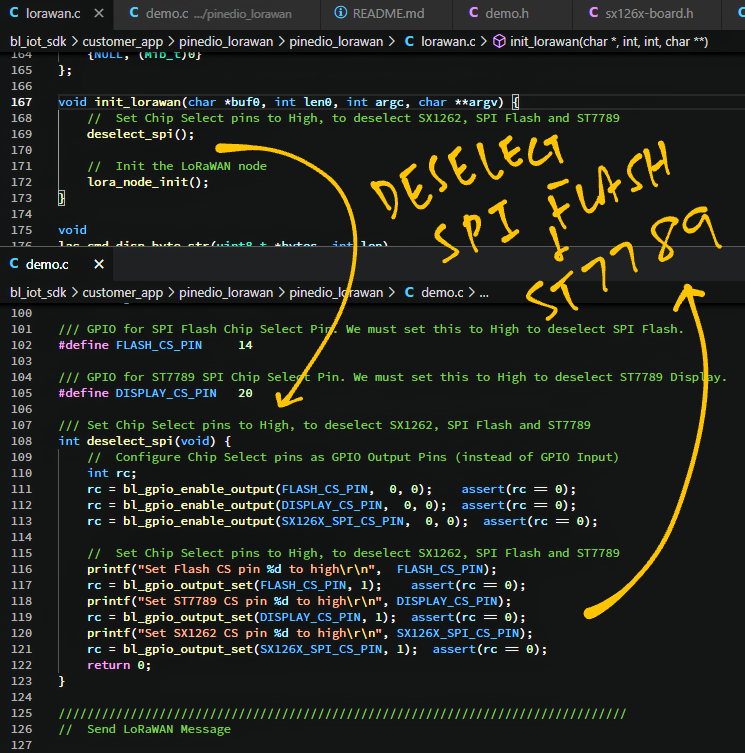 lorawan.c ✕ demo.c .../pinedio_lorawan README.md demo.h sx126x-board.h
bl_iot_sdk > customer_app > pinedio_lorawan > pinedio_lorawan > lorawan.c > init_lorawan(char *, int, int, char **)
164 {NULL, (Mib_t)0}
165 };
166
167 void init_lorawan(char *buf0, int len0, int argc, char **argv) {
168 // Set Chip Select pins to High, to deselect SX1262, SPI Flash and ST7789
169 deselect_spi();
170
171 // Init the LoRaWAN node
172 lora_node_init();
173 }
174
175 void
176 las_cmd_disp_byte_str(uint8_t *bytes, int len)
DESELECT
SPI FLASH
&
ST7789
demo.c ✕
bl_iot_sdk > customer_app > pinedio_lorawan > pinedio_lorawan > demo.c > ...
100
101 /// GPIO for SPI Flash Chip Select Pin. We must set this to High to deselect SPI Flash.
102 #define FLASH_CS_PIN 14
103
104 /// GPIO for ST7789 SPI Chip Select Pin. We must set this to High to deselect ST7789 Display.
105 #define DISPLAY_CS_PIN 20
106
107 /// Set Chip Select pins to High, to deselect SX1262, SPI Flash and ST7789
108 int deselect_spi(void) {
109 // Configure Chip Select pins as GPIO Output Pins (instead of GPIO Input)
110 int rc;
111 rc = bl_gpio_enable_output(FLASH_CS_PIN, 0, 0); assert(rc == 0);
112 rc = bl_gpio_enable_output(DISPLAY_CS_PIN, 0, 0); assert(rc == 0);
113 rc = bl_gpio_enable_output(SX126X_SPI_CS_PIN, 0, 0); assert(rc == 0);
114
115 // Set Chip Select pins to High, to deselect SX1262, SPI Flash and ST7789
116 printf("Set Flash CS pin %d to high\r\n", FLASH_CS_PIN);
117 rc = bl_gpio_output_set(FLASH_CS_PIN, 1); assert(rc == 0);
118 printf("Set ST7789 CS pin %d to high\r\n", DISPLAY_CS_PIN);
119 rc = bl_gpio_output_set(DISPLAY_CS_PIN, 1); assert(rc == 0);
120 printf("Set SX1262 CS pin %d to high\r\n", SX126X_SPI_CS_PIN);
121 rc = bl_gpio_output_set(SX126X_SPI_CS_PIN, 1); assert(rc == 0);
122 return 0;
123 }
124
125 ///////////////////////////////////////////////////////////////////////////////
126 // Send LoRaWAN Message
127